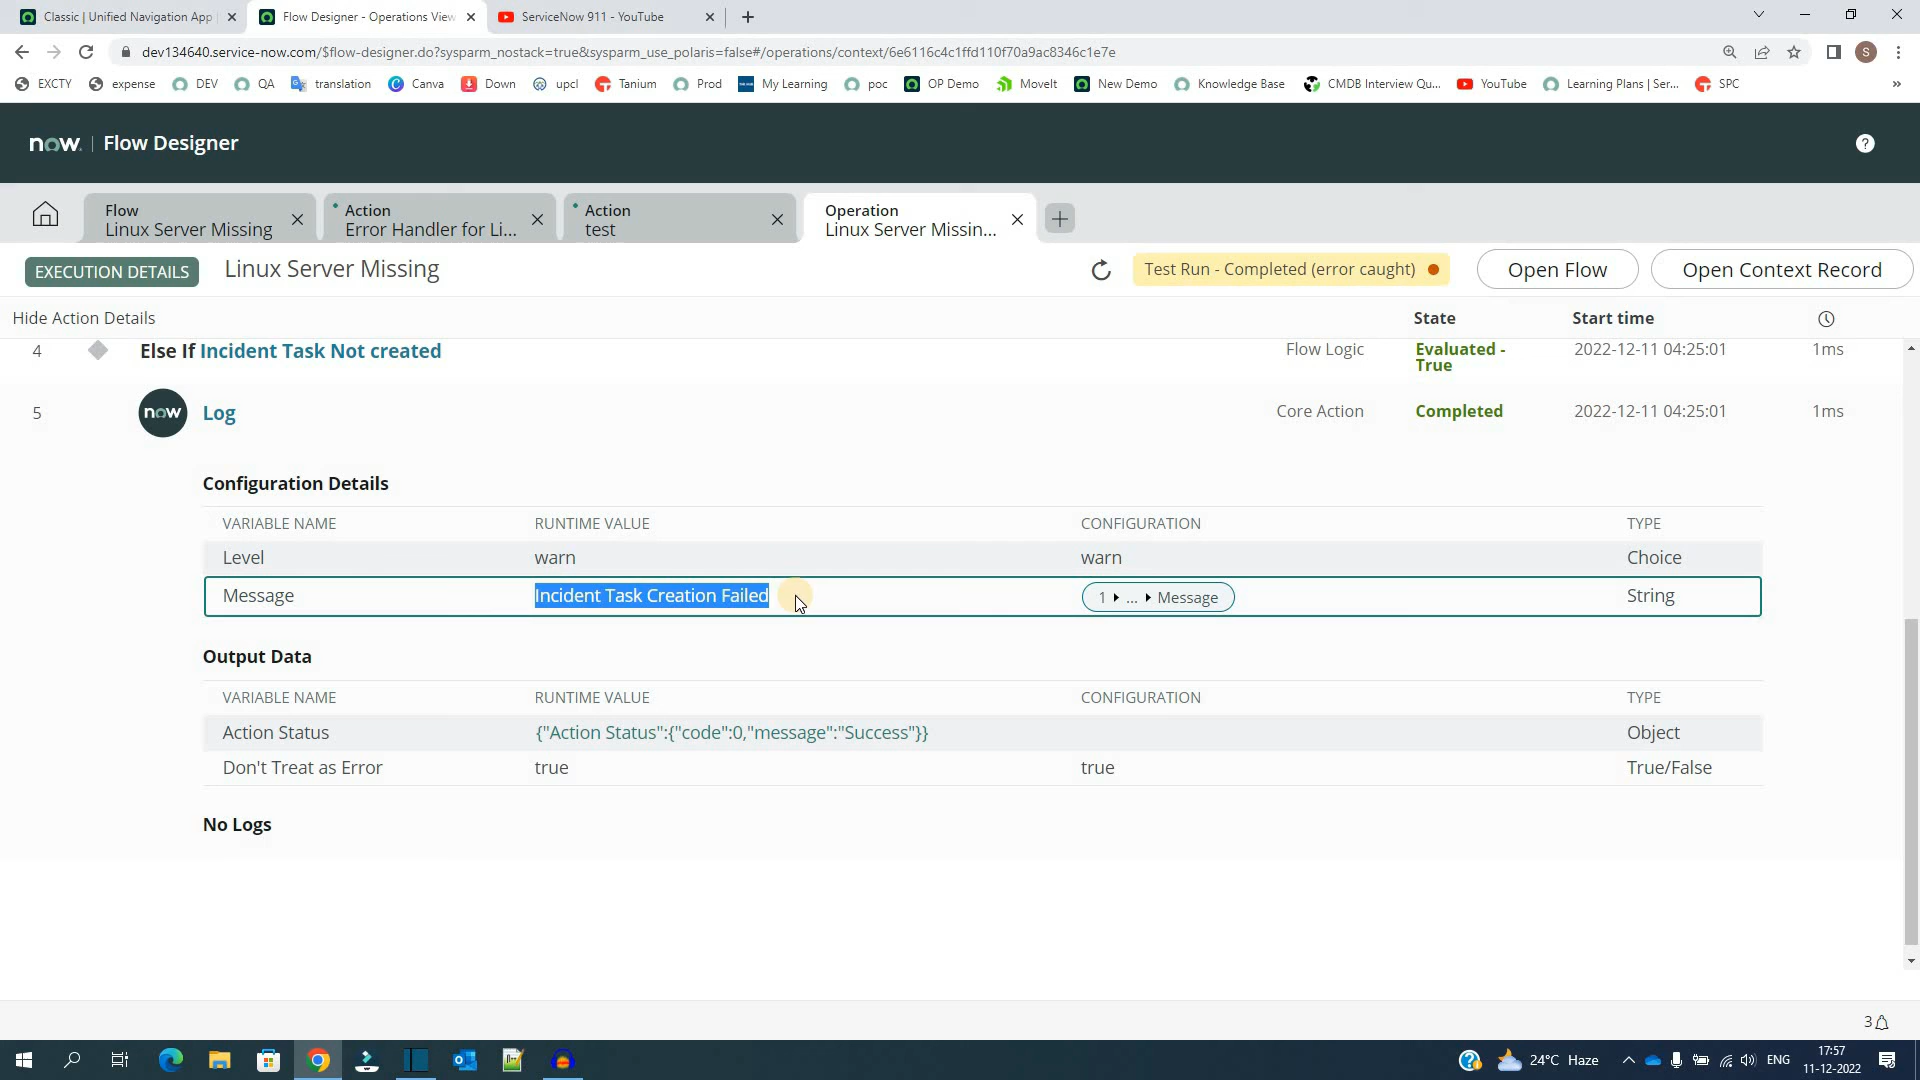 Classic | Unified Navigation App
Flow Designer - Operations View
ServiceNow 911 - YouTube
dev134640.service-now.com/$flow-designer.do?sysparm_nostack=true&sysparm_use_polaris=false#/operations/context/6e6116c4c1ffd110f70a9ac8346c1e7e
S
EXCTY
expense
DEV
QA
translation
Canva
Down
upcl
Tanium
Prod
My Learning
poc
OP Demo
MoveIt
New Demo
Knowledge Base
CMDB Interview Qu...
YouTube
Learning Plans | Ser...
SPC
»
now. | Flow Designer
?
Flow
Linux Server Missing
Action
Error Handler for Li...
Action
test
Operation
Linux Server Missin...
EXECUTION DETAILS Linux Server Missing
Test Run - Completed (error caught)
Open Flow
Open Context Record
Hide Action Details State Start time
4 Else If Incident Task Not created Flow Logic Evaluated - 2022-12-11 04:25:01 1ms
True
5 now Log Core Action Completed 2022-12-11 04:25:01 1ms
Configuration Details
VARIABLE NAME RUNTIME VALUE CONFIGURATION TYPE
Level warn warn Choice
Message Incident Task Creation Failed 1 ▸ ... ▸ Message String
Output Data
VARIABLE NAME RUNTIME VALUE CONFIGURATION TYPE
Action Status {"Action Status":{"code":0,"message":"Success"}} Object
Don't Treat as Error true true True/False
No Logs
3
24°C Haze
ENG
17:57
11-12-2022